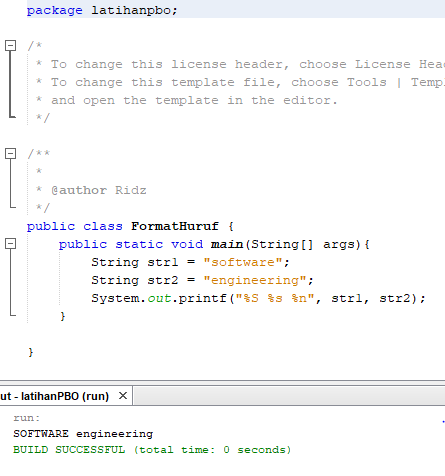 package latihanpbo;
/*
 * To change this license header, choose License Hea
 * To change this template file, choose Tools | Temp
 * and open the template in the editor.
 */
/**
 *
 * @author Ridz
 */
public class FormatHuruf {
    public static void main(String[] args){
        String str1 = "software";
        String str2 = "engineering";
        System.out.printf("%S %s %n", str1, str2);
    }
}
ut - latihanPBO (run) ×
run:
SOFTWARE engineering
BUILD SUCCESSFUL (total time: 0 seconds)